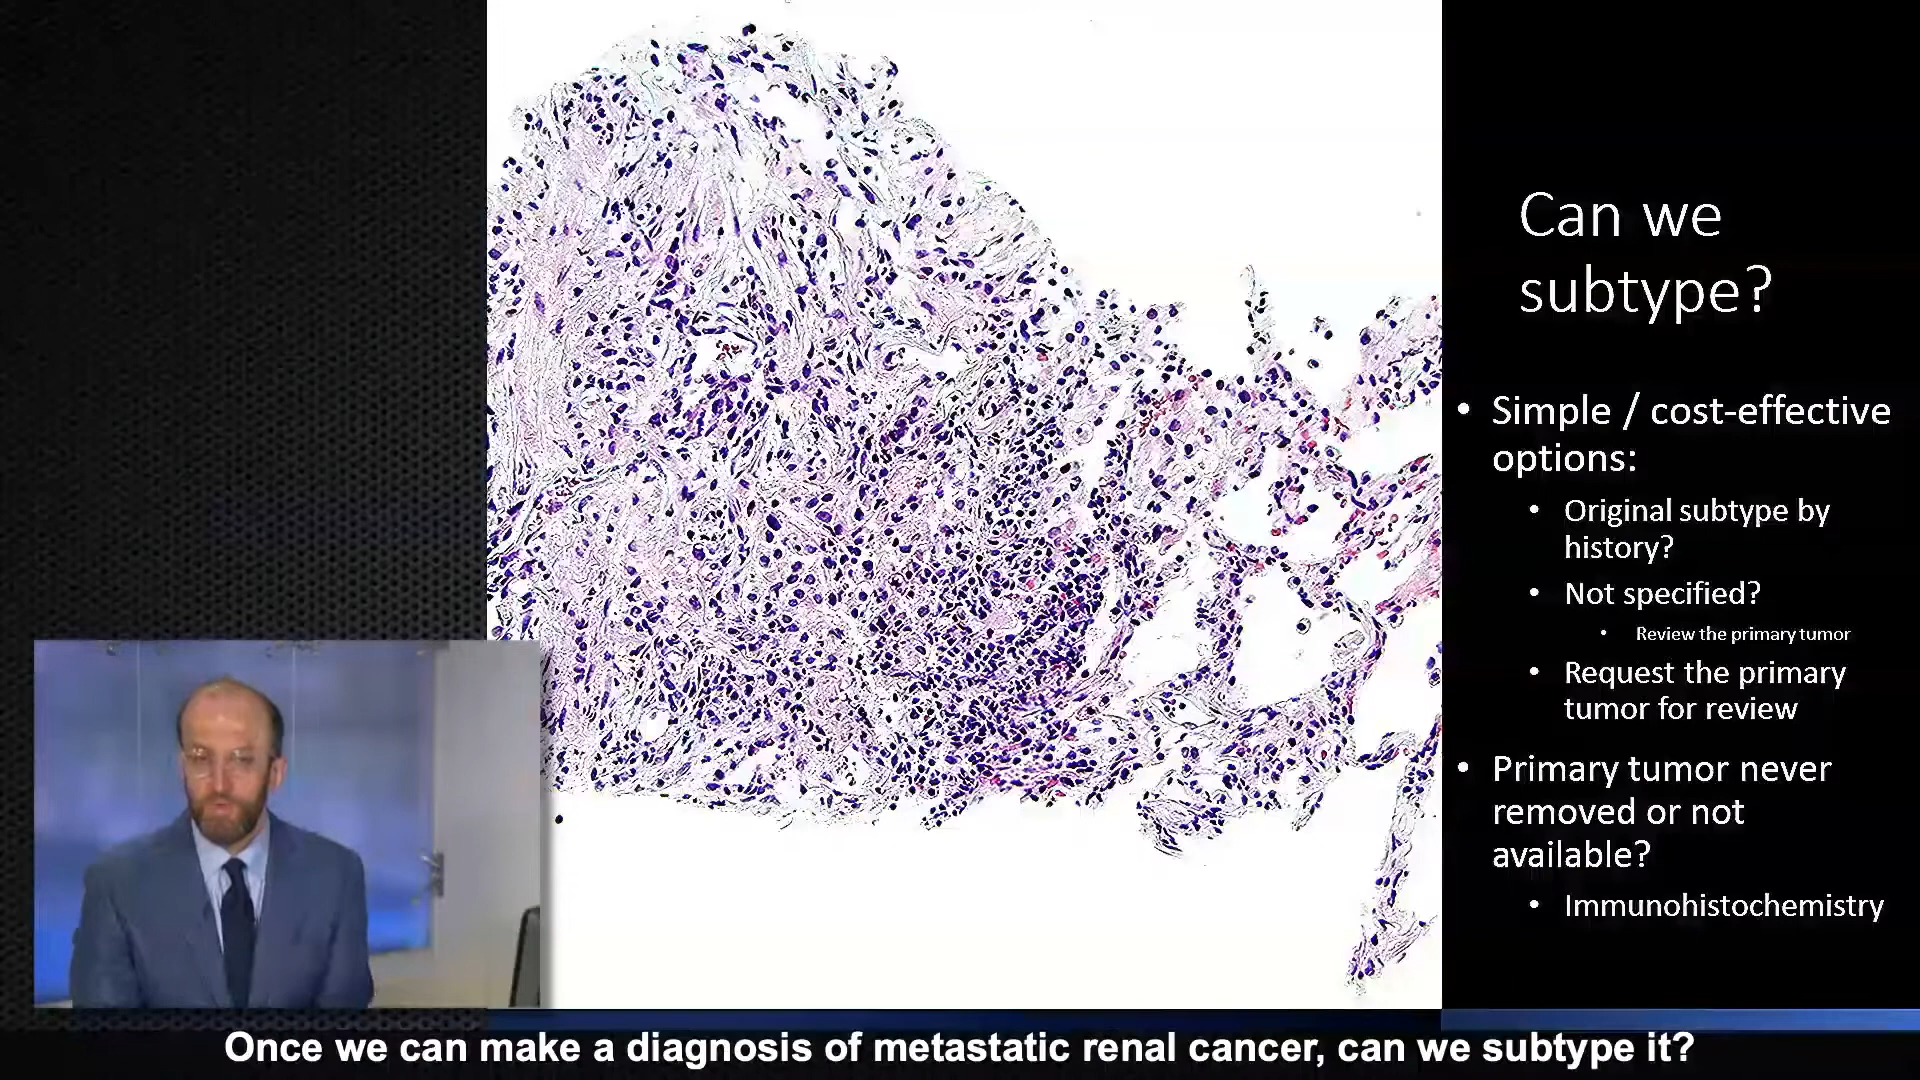 Can we
subtype?
• Simple / cost-effective
options:
• Original subtype by
history?
• Not specified?
• Review the primary tumor
• Request the primary
tumor for review
• Primary tumor never
removed or not
available?
• Immunohistochemistry
Once we can make a diagnosis of metastatic renal cancer, can we subtype it?